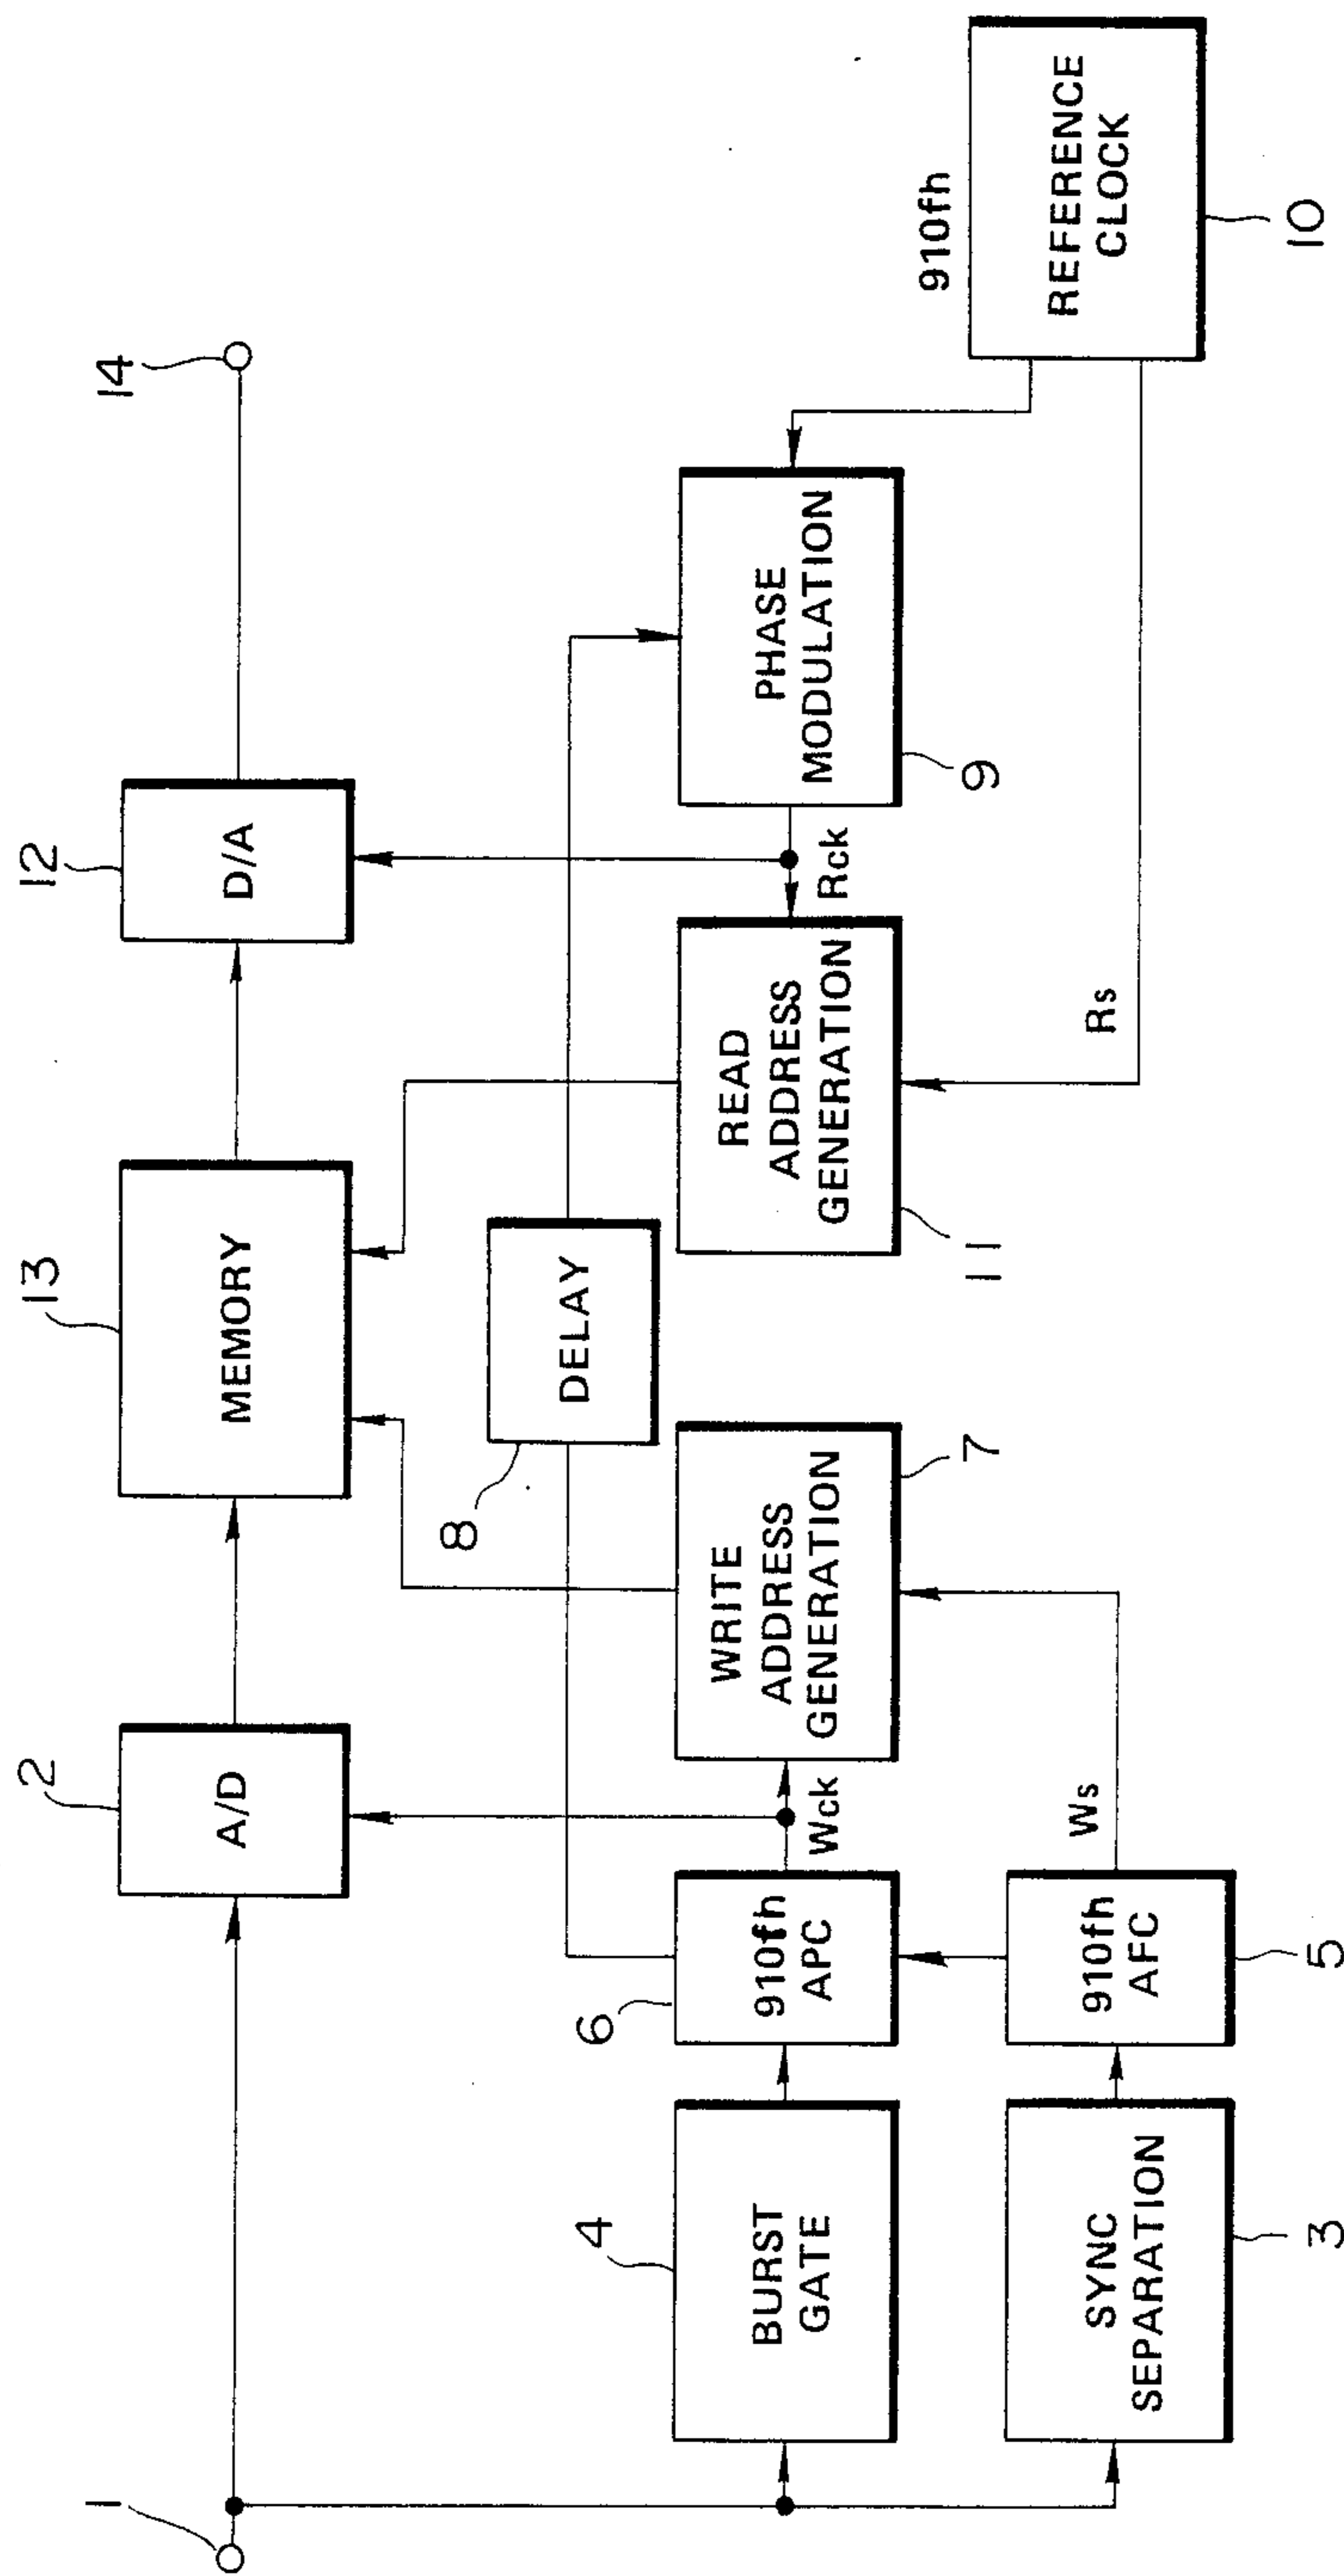 1
2
A/D
13
MEMORY
12
D/A
14
8
DELAY
4
BURST
GATE
6
910fh
APC
Wck
WRITE
ADDRESS
GENERATION
7
READ
ADDRESS
GENERATION
11
Rck
PHASE
MODULATION
9
910fh
REFERENCE
CLOCK
10
SYNC
SEPARATION
3
910fh
AFC
5
Ws
Rs